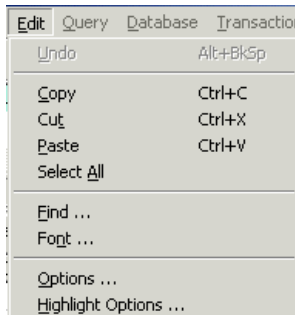 Edit Query Database Transactio
Undo Alt+BkSp
Copy Ctrl+C
Cut Ctrl+X
Paste Ctrl+V
Select All
Find ...
Font ...
Options ...
Highlight Options ...